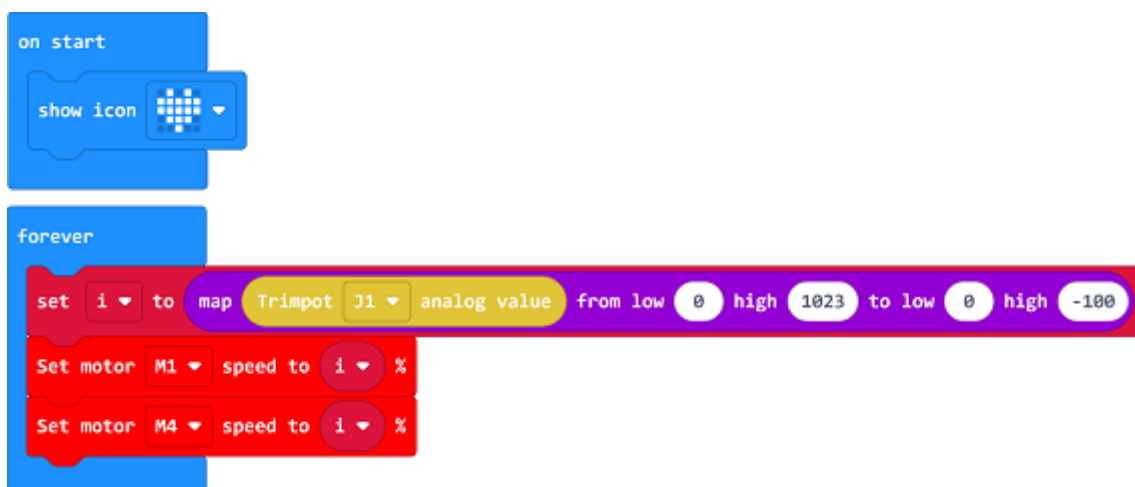 on start
show icon
forever
set i to map Trimpot J1 analog value from low 0 high 1023 to low 0 high -100
Set motor M1 speed to i %
Set motor M4 speed to i %